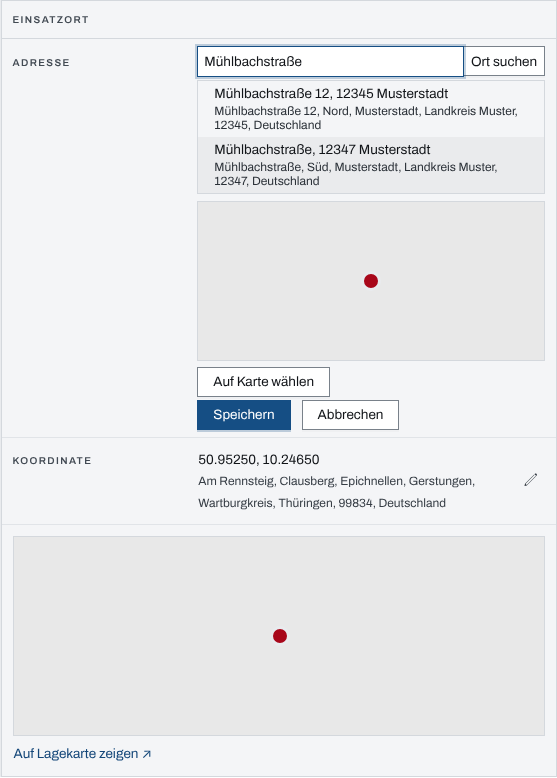 EINSATZORT
ADRESSE
Mühlbachstraße
Ort suchen
Mühlbachstraße 12, 12345 Musterstadt
Mühlbachstraße 12, Nord, Musterstadt, Landkreis Muster,
12345, Deutschland
Mühlbachstraße, 12347 Musterstadt
Mühlbachstraße, Süd, Musterstadt, Landkreis Muster,
12347, Deutschland
Auf Karte wählen
Speichern
Abbrechen
KOORDINATE
50.95250, 10.24650
Am Rennsteig, Clausberg, Epichnellen, Gerstungen,
Wartburgkreis, Thüringen, 99834, Deutschland
Auf Lagekarte zeigen ↗